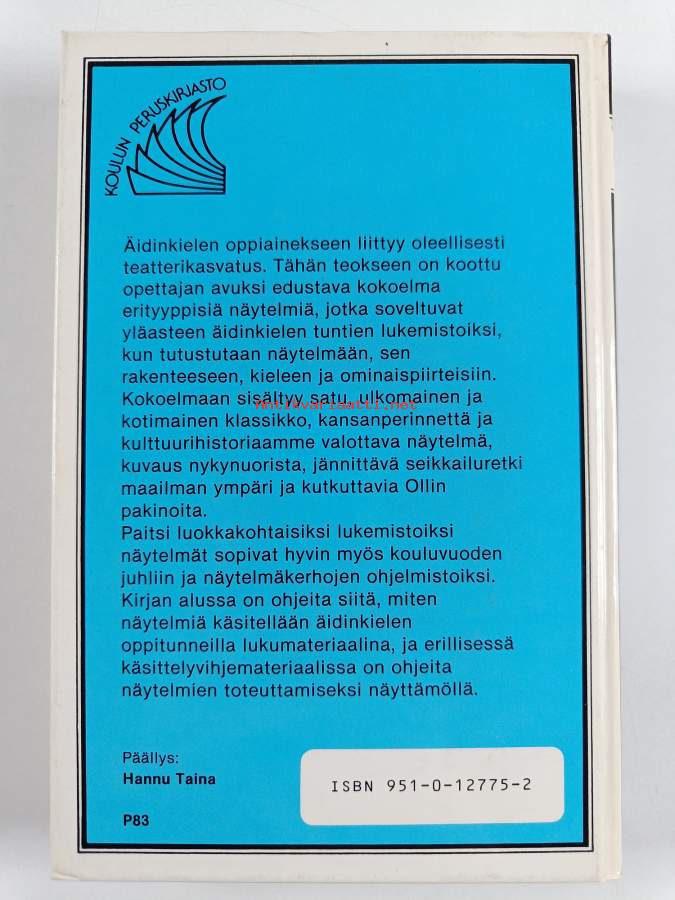 KOULUN PERUSKIRJASTO
Äidinkielen oppiainekseen liittyy oleellisesti
teatterikasvatus. Tähän teokseen on koottu
opettajan avuksi edustava kokoelma
erityyppisiä näytelmiä, jotka soveltuvat
yläasteen äidinkielen tuntien lukemistoiksi,
kun tutustutaan näytelmään, sen
rakenteeseen, kieleen ja ominaispiirteisiin.
Kokoelmaan sisältyy satu, ulkomainen ja
Antikvariaatti.net
kotimainen klassikko, kansanperinnettä ja
kulttuurihistoriaamme valottava näytelmä,
kuvaus nykynuorista, jännittävä seikkailuretki
maailman ympäri ja kutkuttavia Ollin
pakinoita.
Paitsi luokkakohtaisiksi lukemistoiksi
näytelmät sopivat hyvin myös kouluvuoden
juhliin ja näytelmäkerhojen ohjelmistoiksi.
Kirjan alussa on ohjeita siitä, miten
näytelmiä käsitellään äidinkielen
oppitunneilla lukumateriaalina, ja erillisessä
käsittelyvihjemateriaalissa on ohjeita
näytelmien toteuttamiseksi näyttämöllä.
Päällys:
Hannu Taina
ISBN 951-0-12775-2
P83